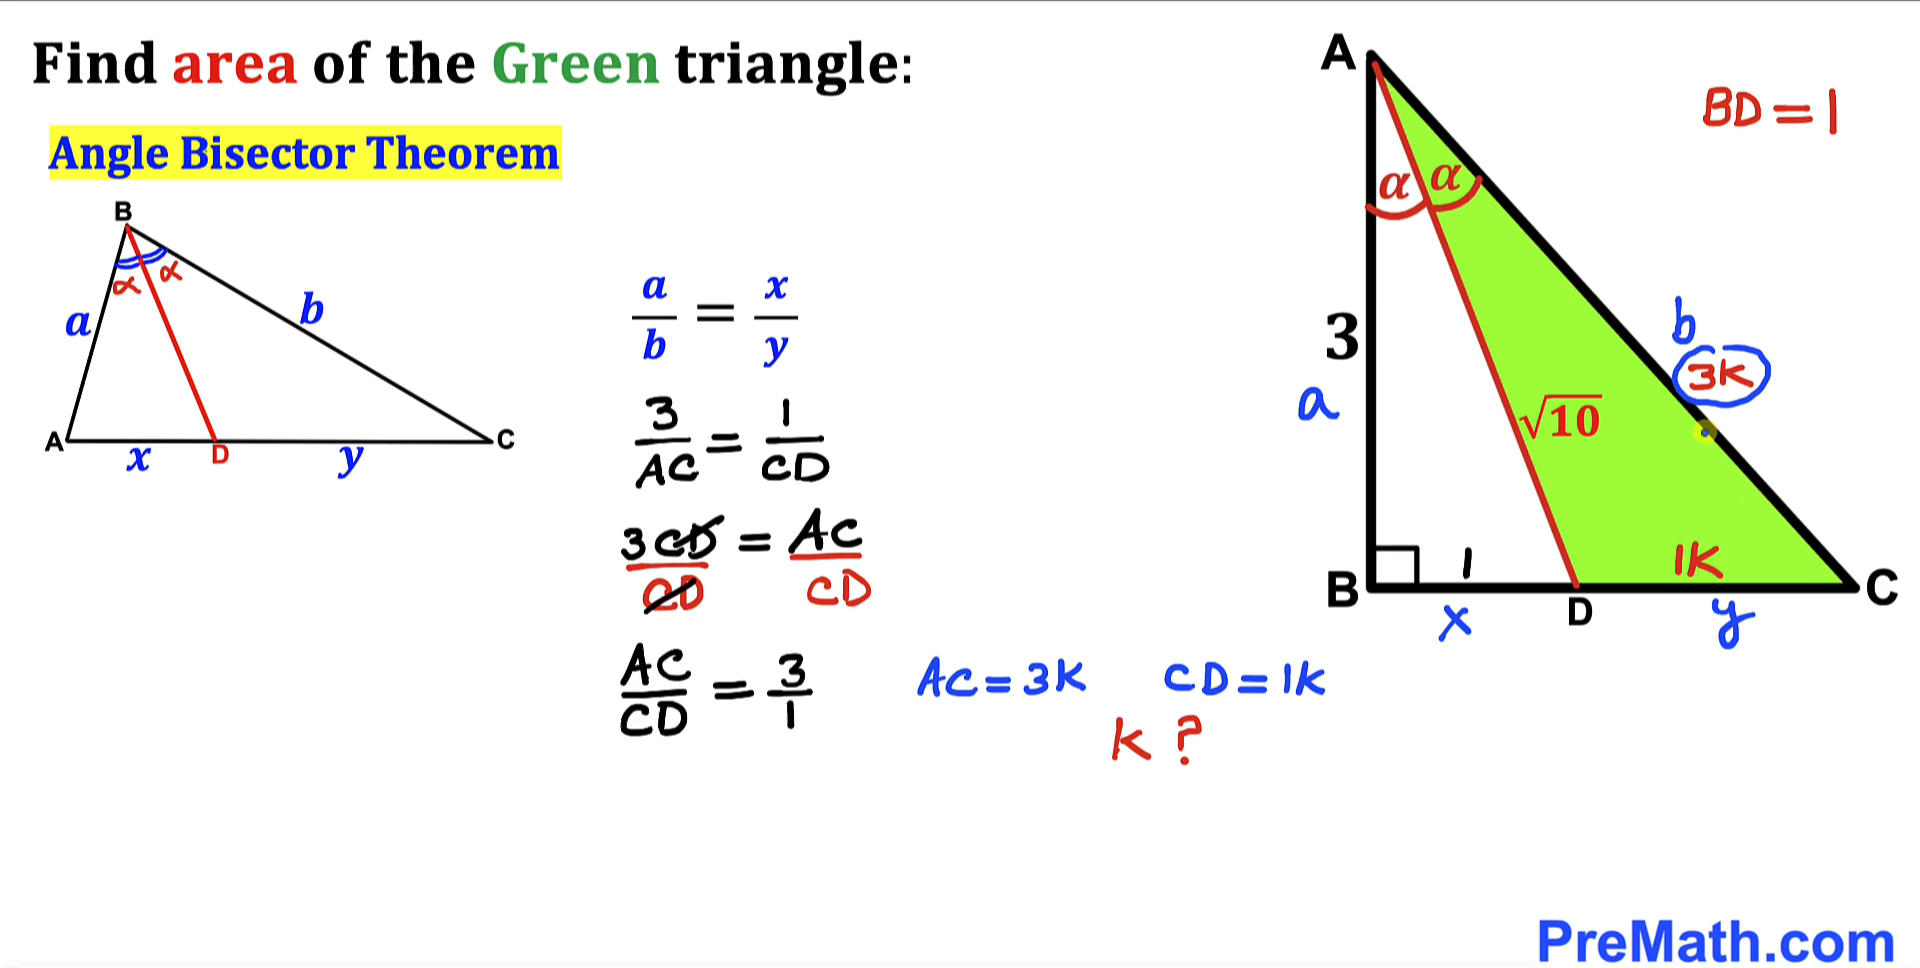 Find area of the Green triangle:
Angle Bisector Theorem
B
α α
a
b
A
x
D
y
C
a/b = x/y
3/AC = 1/CD
3CD/CD = AC/CD
AC/CD = 3/1
AC = 3K CD = 1K
K ?
A
BD = 1
α α
3
a
b
3K
√10
B
1
1K
C
x
D
y
PreMath.com